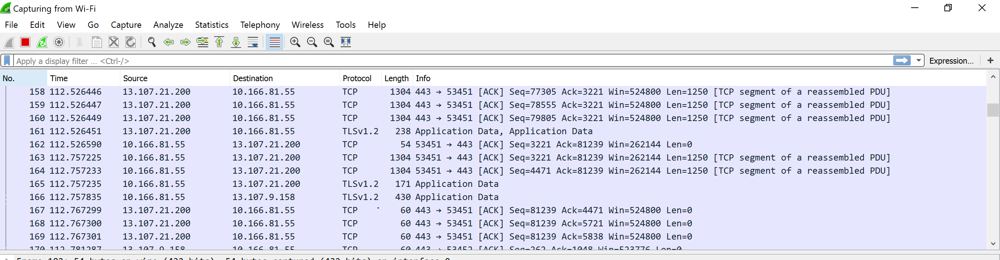 Capturing from Wi-Fi
File Edit View Go Capture Analyze Statistics Telephony Wireless Tools Help
Apply a display filter ... <Ctrl-/> Expression...
No. Time Source Destination Protocol Length Info
158 112.526446 13.107.21.200 10.166.81.55 TCP 1304 443 → 53451 [ACK] Seq=77305 Ack=3221 Win=524800 Len=1250 [TCP segment of a reassembled PDU]
159 112.526447 13.107.21.200 10.166.81.55 TCP 1304 443 → 53451 [ACK] Seq=78555 Ack=3221 Win=524800 Len=1250 [TCP segment of a reassembled PDU]
160 112.526449 13.107.21.200 10.166.81.55 TCP 1304 443 → 53451 [ACK] Seq=79805 Ack=3221 Win=524800 Len=1250 [TCP segment of a reassembled PDU]
161 112.526451 13.107.21.200 10.166.81.55 TLSv1.2 238 Application Data, Application Data
162 112.526590 10.166.81.55 13.107.21.200 TCP 54 53451 → 443 [ACK] Seq=3221 Ack=81239 Win=262144 Len=0
163 112.757225 10.166.81.55 13.107.21.200 TCP 1304 53451 → 443 [ACK] Seq=3221 Ack=81239 Win=262144 Len=1250 [TCP segment of a reassembled PDU]
164 112.757233 10.166.81.55 13.107.21.200 TCP 1304 53451 → 443 [ACK] Seq=4471 Ack=81239 Win=262144 Len=1250 [TCP segment of a reassembled PDU]
165 112.757235 10.166.81.55 13.107.21.200 TLSv1.2 171 Application Data
166 112.757835 10.166.81.55 13.107.9.158 TLSv1.2 430 Application Data
167 112.767299 13.107.21.200 10.166.81.55 TCP 60 443 → 53451 [ACK] Seq=81239 Ack=4471 Win=524800 Len=0
168 112.767300 13.107.21.200 10.166.81.55 TCP 60 443 → 53451 [ACK] Seq=81239 Ack=5721 Win=524800 Len=0
169 112.767301 13.107.21.200 10.166.81.55 TCP 60 443 → 53451 [ACK] Seq=81239 Ack=5838 Win=524800 Len=0
170 112.781287 13.107.9.158 10.166.81.55 TCP 60 443 → 53452 [ACK] Seq=262 Ack=1048 Win=523776 Len=0
54 bytes on wire (432 bits), 54 bytes captured (432 bits) on interface 0